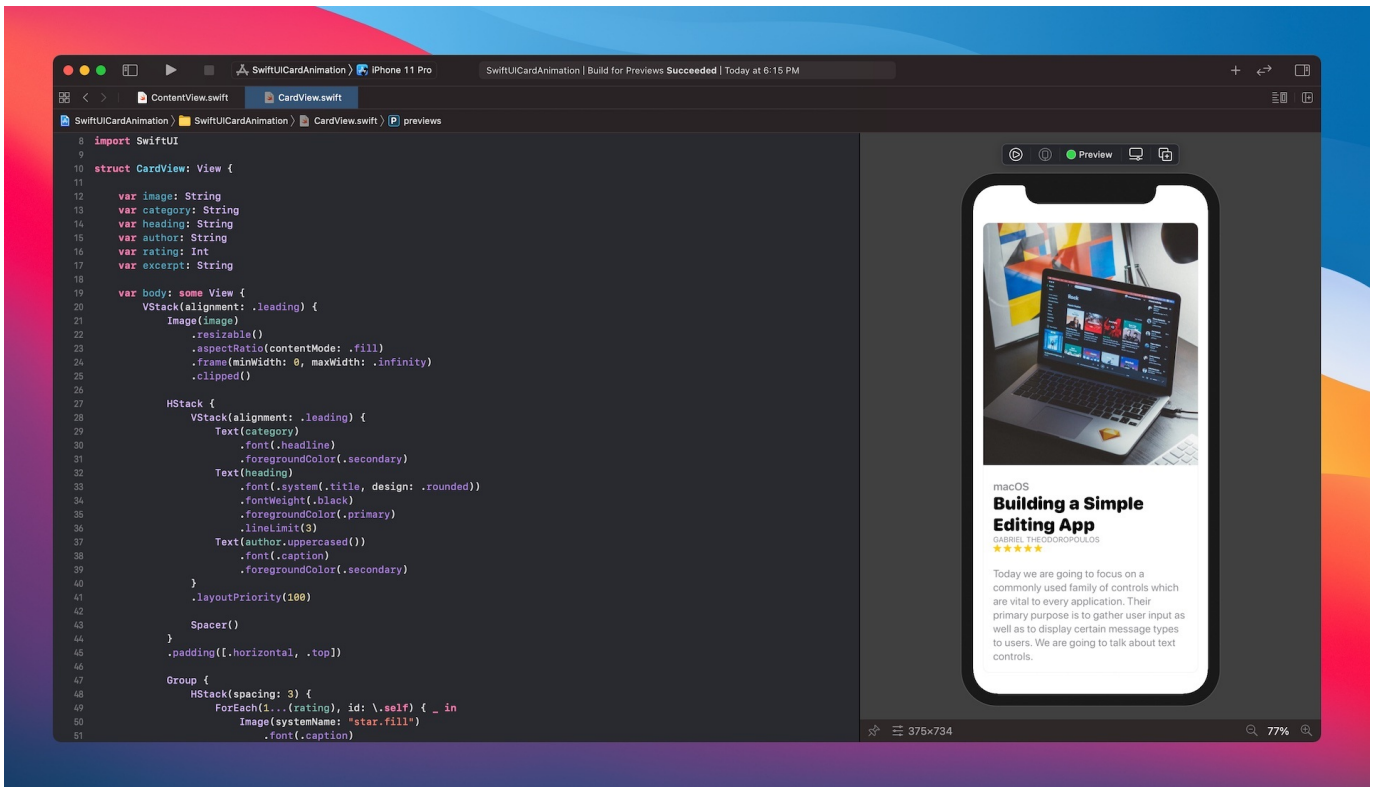 SwiftUICardAnimation 〉 iPhone 11 Pro
SwiftUICardAnimation | Build for Previews Succeeded | Today at 6:15 PM
ContentView.swift
CardView.swift
SwiftUICardAnimation 〉 SwiftUICardAnimation 〉 CardView.swift 〉 P previews
8 import SwiftUI
9
10 struct CardView: View {
11
12 var image: String
13 var category: String
14 var heading: String
15 var author: String
16 var rating: Int
17 var excerpt: String
18
19 var body: some View {
20 VStack(alignment: .leading) {
21 Image(image)
22 .resizable()
23 .aspectRatio(contentMode: .fill)
24 .frame(minWidth: 0, maxWidth: .infinity)
25 .clipped()
26
27 HStack {
28 VStack(alignment: .leading) {
29 Text(category)
30 .font(.headline)
31 .foregroundColor(.secondary)
32 Text(heading)
33 .font(.system(.title, design: .rounded))
34 .fontWeight(.black)
35 .foregroundColor(.primary)
36 .lineLimit(3)
37 Text(author.uppercased())
38 .font(.caption)
39 .foregroundColor(.secondary)
40 }
41 .layoutPriority(100)
42
43 Spacer()
44 }
45 .padding([.horizontal, .top])
46
47 Group {
48 HStack(spacing: 3) {
49 ForEach(1...(rating), id: \.self) { _ in
50 Image(systemName: "star.fill")
51 .font(.caption)
Preview
macOS
Building a Simple
Editing App
GABRIEL THEODOROPOULOS
Today we are going to focus on a
commonly used family of controls which
are vital to every application. Their
primary purpose is to gather user input as
well as to display certain message types
to users. We are going to talk about text
controls.
375×734
77%